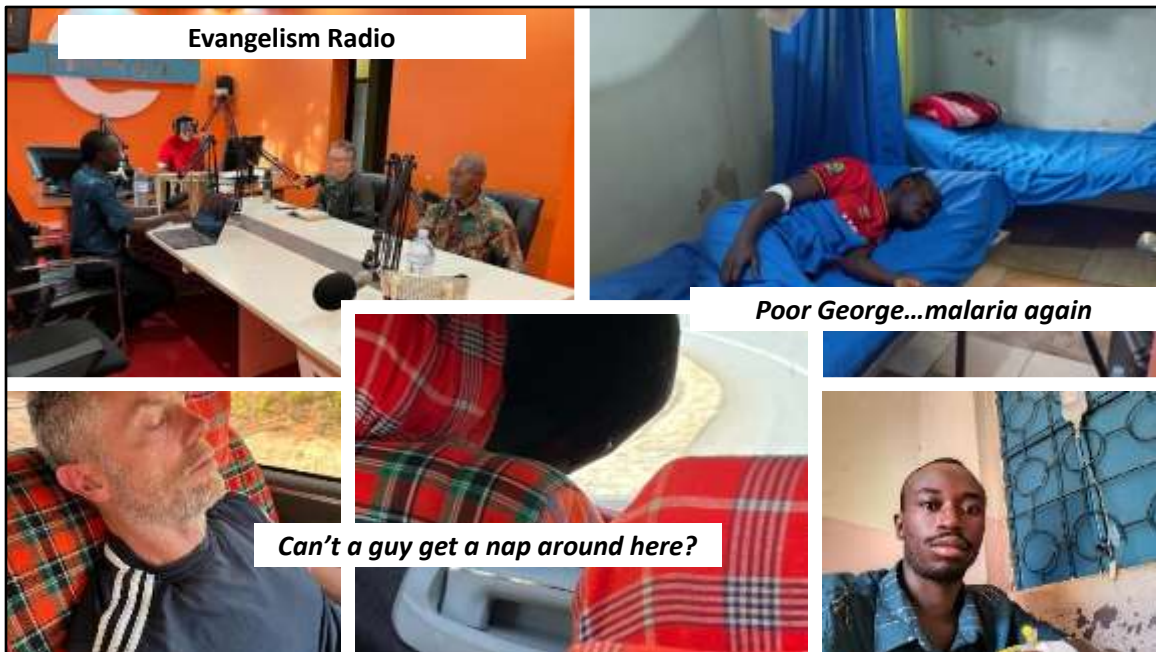 Evangelism Radio
Poor George…malaria again
Can't a guy get a nap around here?